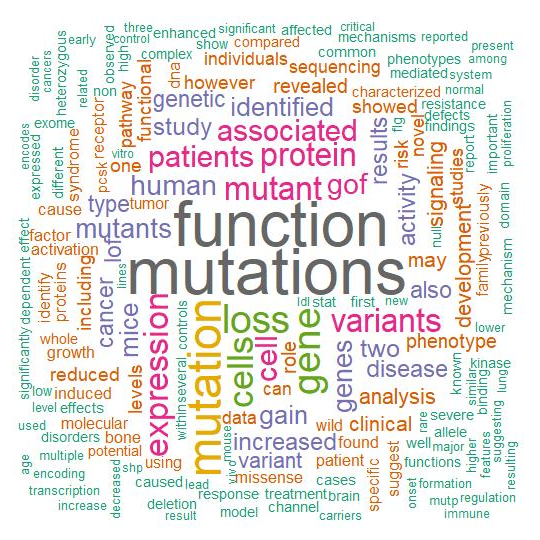 three
early
control
high
observed
enhanced
significant
affected
critical
show
compared
mechanisms
reported
complex
common
present
among
disorder
cancers
heterozygous
related
non
dna
individuals
sequencing
phenotypes
mediated
system
functional
pathway
however
revealed
characterized
normal
genetic
identified
showed
resistance
defects
findings
exome
receptor
vitro
study
associated
results
flg
risk
novel
report
important
proliferation
encodes
expressed
different
syndrome
pcsk
one
patients
protein
signaling
studies
human
mutant
gof
activity
cause
type
tumor
function
null
development
family
previously
domain
factor
activation
mutants
lof
mutations
may
mechanism
significantly
dependent
effect
identify
proteins
including
cancer
lines
mice
expression
also
ldl
stat
first
new
lower
whole
growth
mutation
controls
several
within
loss
gene
variants
phenotype
reduced
cells
cell
role
genes
two
disease
known
similar
binding
kinase
lung
low
induced
levels
can
analysis
level
effects
used
molecular
data
gain
wild
clinical
rare
severe
allele
disorders
bone
increased
found
well
major
higher
features
suggesting
resulting
age
multiple
potential
mouse
vivo
variant
patient
specific
suggest
functions
encoding
decreased
shp
using
missense
transcription
caused
lead
cases
onset
formation
increase
deletion
response
treatment
brain
mutp
regulation
result
model
channel
carriers
immune